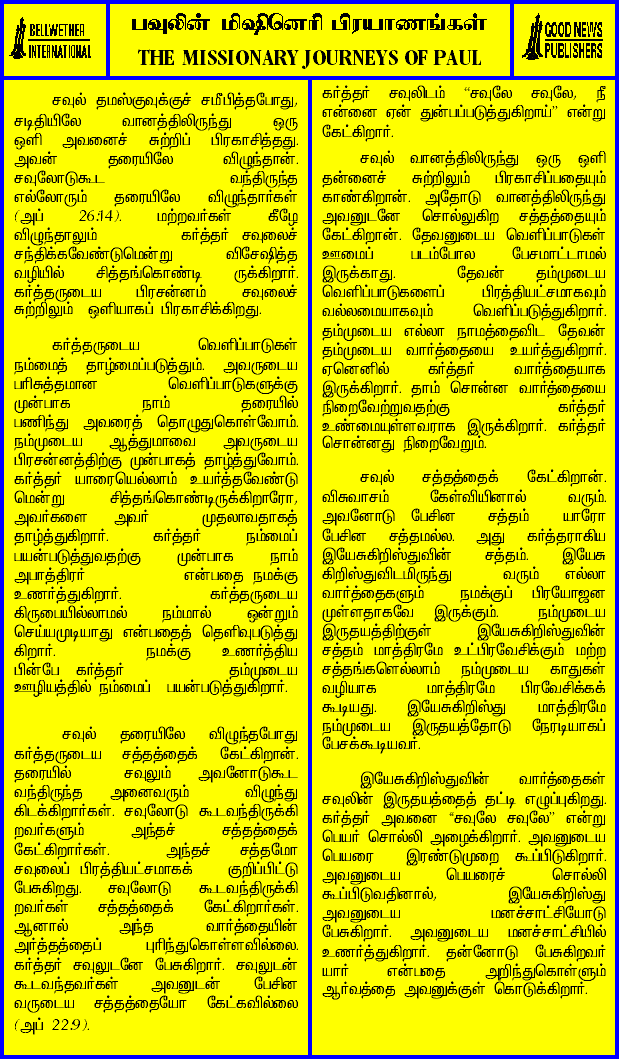 BELLWETHER
INTERNATIONAL
பவுலின் மிஷினெரி பிரயாணங்கள்
THE MISSIONARY JOURNEYS OF PAUL
GOOD NEWS
PUBLISHERS
சவுல் தமஸ்குவுக்குச் சமீபித்தபோது,
சடிதியிலே வானத்திலிருந்து ஒரு
ஒளி அவனைச் சுற்றிப் பிரகாசித்தது.
அவன் தரையிலே விழுந்தான்.
சவுலோடுகூட வந்திருந்த
எல்லோரும் தரையிலே விழுந்தார்கள்
(அப் 26:14). மற்றவர்கள் கீழே
விழுந்தாலும் கர்த்தர் சவுலைச்
சந்திக்கவேண்டுமென்று விசேஷித்த
வழியில் சித்தங்கொண்டி ருக்கிறார்.
கர்த்தருடைய பிரசன்னம் சவுலைச்
சுற்றிலும் ஒளியாகப் பிரகாசிக்கிறது.
கர்த்தருடைய வெளிப்பாடுகள்
நம்மைத் தாழ்மைப்படுத்தும். அவருடைய
பரிசுத்தமான வெளிப்பாடுகளுக்கு
முன்பாக நாம் தரையில்
பணிந்து அவரைத் தொழுதுகொள்வோம்.
நம்முடைய ஆத்துமாவை அவருடைய
பிரசன்னத்திற்கு முன்பாகத் தாழ்த்துவோம்.
கர்த்தர் யாரையெல்லாம் உயர்த்தவேண்டு
மென்று சித்தங்கொண்டிருக்கிறாரோ,
அவர்களை அவர் முதலாவதாகத்
தாழ்த்துகிறார். கர்த்தர் நம்மைப்
பயன்படுத்துவதற்கு முன்பாக நாம்
அபாத்திரர் என்பதை நமக்கு
உணர்த்துகிறார். கர்த்தருடைய
கிருபையில்லாமல் நம்மால் ஒன்றும்
செய்யமுடியாது என்பதைத் தெளிவுபடுத்து
கிறார். நமக்கு உணர்த்திய
பின்பே கர்த்தர் தம்முடைய
ஊழியத்தில் நம்மைப் பயன்படுத்துகிறார்.
சவுல் தரையிலே விழுந்தபோது
கர்த்தருடைய சத்தத்தைக் கேட்கிறான்.
தரையில் சவுலும் அவனோடுகூட
வந்திருந்த அனைவரும் விழுந்து
கிடக்கிறார்கள். சவுலோடு கூடவந்திருக்கி
றவர்களும் அந்தச் சத்தத்தைக்
கேட்கிறார்கள். அந்தச் சத்தமோ
சவுலைப் பிரத்தியட்சமாகக் குறிப்பிட்டு
பேசுகிறது. சவுலோடு கூடவந்திருக்கி
றவர்கள் சத்தத்தைக் கேட்கிறார்கள்.
ஆனால் அந்த வார்த்தையின்
அர்த்தத்தைப் புரிந்துகொள்ளவில்லை.
கர்த்தர் சவுலுடனே பேசுகிறார். சவுலுடன்
கூடவந்தவர்கள் அவனுடன் பேசின
வருடைய சத்தத்தையோ கேட்கவில்லை
(அப் 22:9).
கர்த்தர் சவுலிடம் “சவுலே சவுலே, நீ
என்னை ஏன் துன்பப்படுத்துகிறாய்” என்று
கேட்கிறார்.
சவுல் வானத்திலிருந்து ஒரு ஒளி
தன்னைச் சுற்றிலும் பிரகாசிப்பதையும்
காண்கிறான். அதோடு வானத்திலிருந்து
அவனுடனே சொல்லுகிற சத்தத்தையும்
கேட்கிறான். தேவனுடைய வெளிப்பாடுகள்
ஊமைப் படம்போல பேசமாட்டாமல்
இருக்காது. தேவன் தம்முடைய
வெளிப்பாடுகளைப் பிரத்தியட்சமாகவும்
வல்லமையாகவும் வெளிப்படுத்துகிறார்.
தம்முடைய எல்லா நாமத்தைவிட தேவன்
தம்முடைய வார்த்தையை உயர்த்துகிறார்.
ஏனெனில் கர்த்தர் வார்த்தையாக
இருக்கிறார். தாம் சொன்ன வார்த்தையை
நிறைவேற்றுவதற்கு கர்த்தர்
உண்மையுள்ளவராக இருக்கிறார். கர்த்தர்
சொன்னது நிறைவேறும்.
சவுல் சத்தத்தைக் கேட்கிறான்.
விசுவாசம் கேள்வியினால் வரும்.
அவனோடு பேசின சத்தம் யாரோ
பேசின சத்தமல்ல. அது கர்த்தராகிய
இயேசுகிறிஸ்துவின் சத்தம். இயேசு
கிறிஸ்துவிடமிருந்து வரும் எல்லா
வார்த்தைகளும் நமக்குப் பிரயோஜன
முள்ளதாகவே இருக்கும். நம்முடைய
இருதயத்திற்குள் இயேசுகிறிஸ்துவின்
சத்தம் மாத்திரமே உட்பிரவேசிக்கும் மற்ற
சத்தங்களெல்லாம் நம்முடைய காதுகள்
வழியாக மாத்திரமே பிரவேசிக்கக்
கூடியது. இயேசுகிறிஸ்து மாத்திரமே
நம்முடைய இருதயத்தோடு நேரடியாகப்
பேசக்கூடியவர்.
இயேசுகிறிஸ்துவின் வார்த்தைகள்
சவுலின் இருதயத்தைத் தட்டி எழுப்புகிறது.
கர்த்தர் அவனை “சவுலே சவுலே” என்று
பெயர் சொல்லி அழைக்கிறார். அவனுடைய
பெயரை இரண்டுமுறை கூப்பிடுகிறார்.
அவனுடைய பெயரைச் சொல்லி
கூப்பிடுவதினால், இயேசுகிறிஸ்து
அவனுடைய மனச்சாட்சியோடு
பேசுகிறார். அவனுடைய மனச்சாட்சியில்
உணர்த்துகிறார். தன்னோடு பேசுகிறவர்
யார் என்பதை அறிந்துகொள்ளும்
ஆர்வத்தை அவனுக்குள் கொடுக்கிறார்.